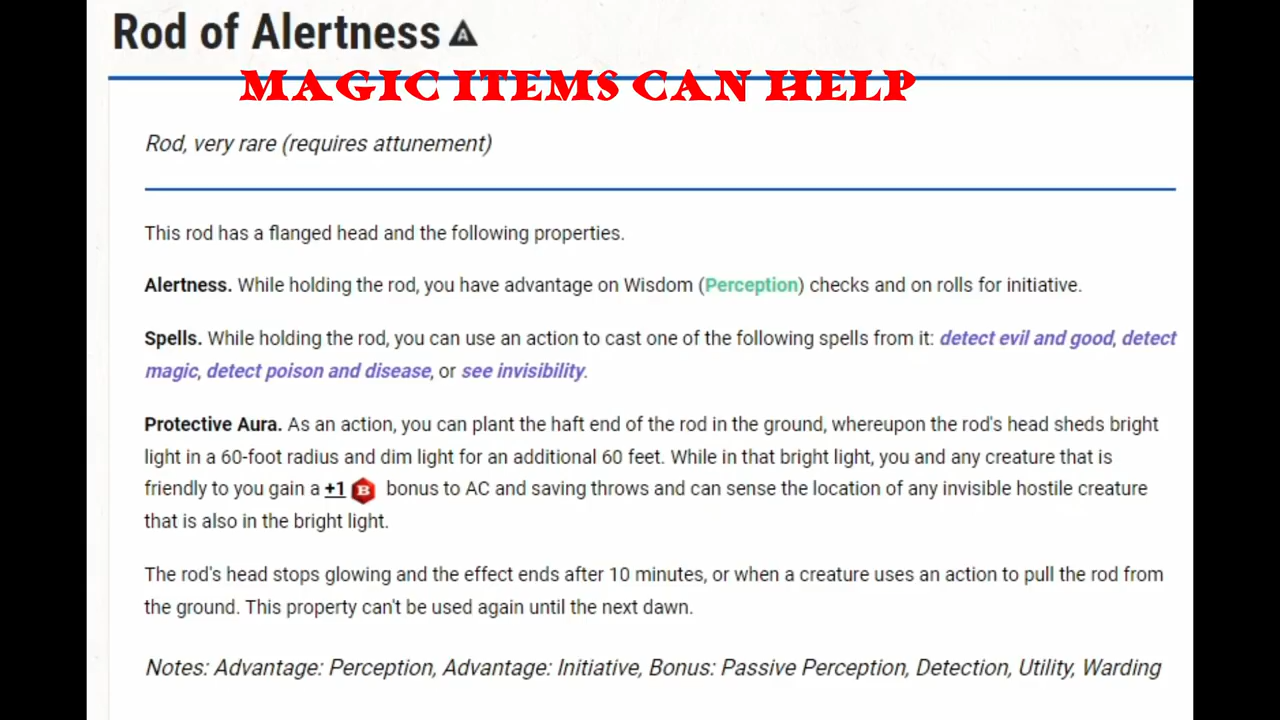 Rod of Alertness A
MAGIC ITEMS CAN HELP
Rod, very rare (requires attunement)
This rod has a flanged head and the following properties.
Alertness. While holding the rod, you have advantage on Wisdom (Perception) checks and on rolls for initiative.
Spells. While holding the rod, you can use an action to cast one of the following spells from it: detect evil and good, detect
magic, detect poison and disease, or see invisibility.
Protective Aura. As an action, you can plant the haft end of the rod in the ground, whereupon the rod's head sheds bright
light in a 60-foot radius and dim light for an additional 60 feet. While in that bright light, you and any creature that is
friendly to you gain a +1 B bonus to AC and saving throws and can sense the location of any invisible hostile creature
that is also in the bright light.
The rod's head stops glowing and the effect ends after 10 minutes, or when a creature uses an action to pull the rod from
the ground. This property can't be used again until the next dawn.
Notes: Advantage: Perception, Advantage: Initiative, Bonus: Passive Perception, Detection, Utility, Warding